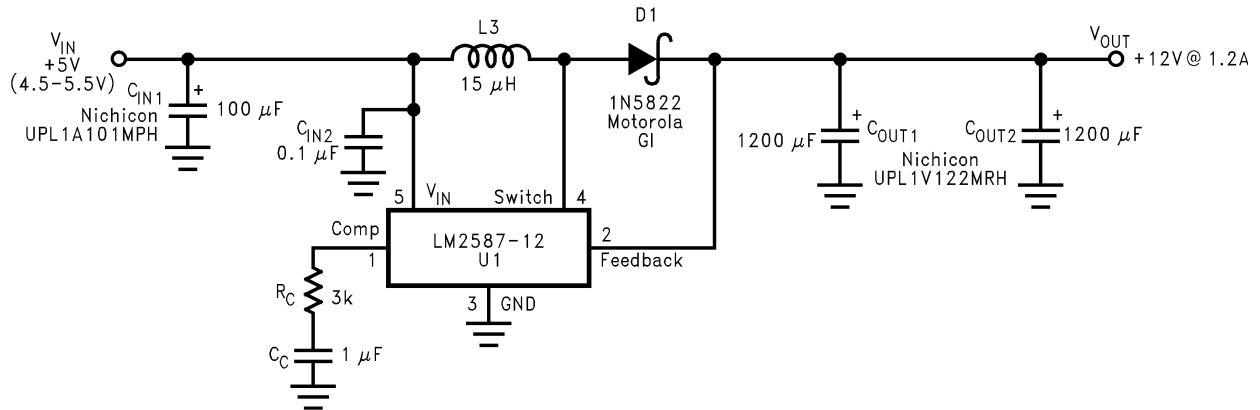 V_IN
+5V
(4.5–5.5V)
C_IN1
+
100 μF
Nichicon
UPL1A101MPH
L3
15 μH
D1
1N5822
Motorola
GI
V_OUT
+12V@ 1.2A
C_IN2
0.1 μF
1200 μF
+
C_OUT1
C_OUT2
+
1200 μF
Nichicon
UPL1V122MRH
5
V_IN
Switch
4
Comp
1
LM2587-12
U1
2
Feedback
3
GND
R_C
3k
C_C
1 μF